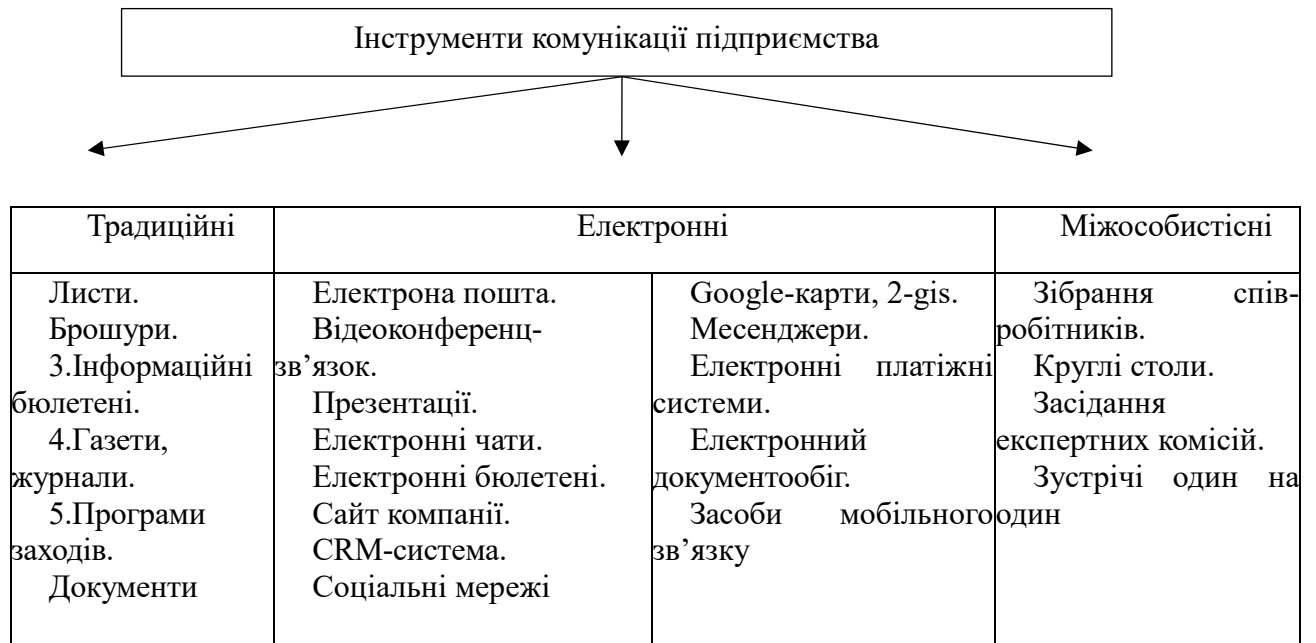 Інструменти комунікації підприємства
Традиційні
Електронні
Міжособистісні
Листи.
Брошури.
3.Інформаційні
бюлетені.
4.Газети,
журнали.
5.Програми
заходів.
Документи
Електрона пошта.
Відеоконференц-
зв’язок.
Презентації.
Електронні чати.
Електронні бюлетені.
Сайт компанії.
CRM-система.
Соціальні мережі
Google-карти, 2-gis.
Месенджери.
Електронні платіжні
системи.
Електронний
документообіг.
Засоби мобільного
зв’язку
Зібрання спів-
робітників.
Круглі столи.
Засідання
експертних комісій.
Зустрічі один на
один